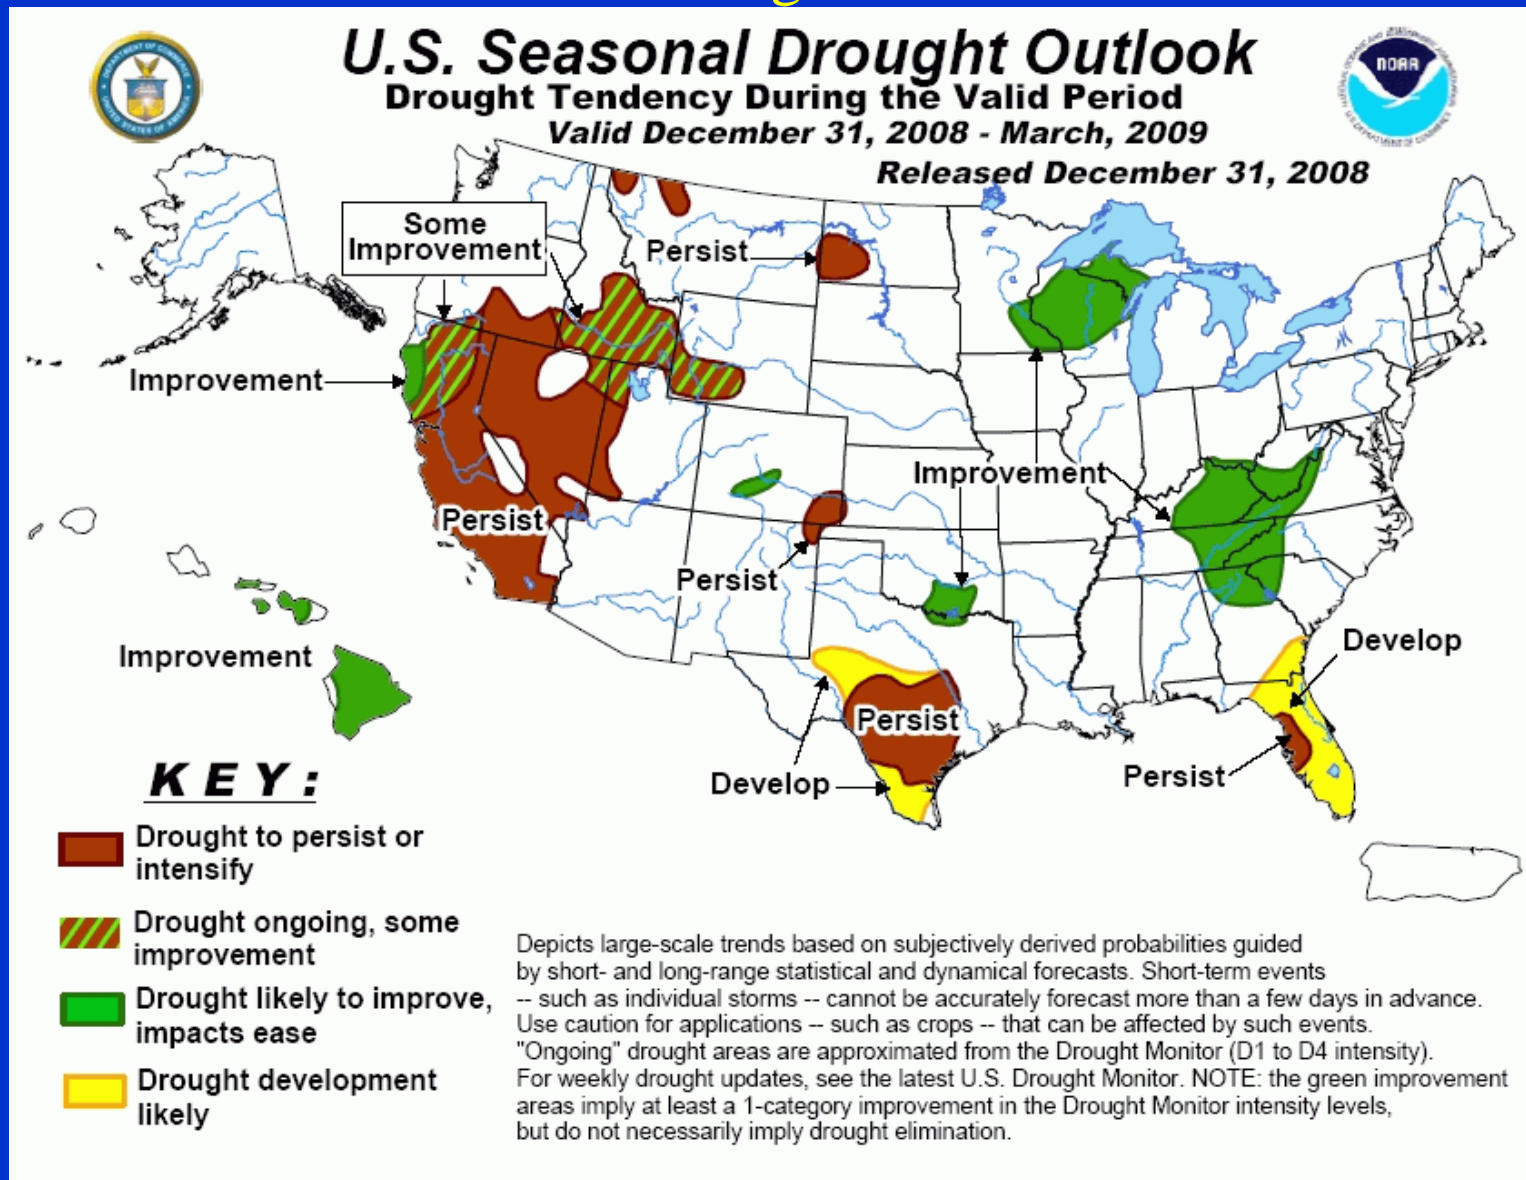 U.S. Seasonal Drought Outlook
Drought Tendency During the Valid Period
Valid December 31, 2008 - March, 2009
Released December 31, 2008
NOAA
Some
Improvement
Persist
Improvement
Improvement
Persist
Persist
Improvement
Develop
Persist
Develop
Persist
KEY:
Drought to persist or
intensify
Drought ongoing, some
improvement
Drought likely to improve,
impacts ease
Drought development
likely
Depicts large-scale trends based on subjectively derived probabilities guided
by short- and long-range statistical and dynamical forecasts. Short-term events
-- such as individual storms -- cannot be accurately forecast more than a few days in advance.
Use caution for applications -- such as crops -- that can be affected by such events.
"Ongoing" drought areas are approximated from the Drought Monitor (D1 to D4 intensity).
For weekly drought updates, see the latest U.S. Drought Monitor. NOTE: the green improvement
areas imply at least a 1-category improvement in the Drought Monitor intensity levels,
but do not necessarily imply drought elimination.